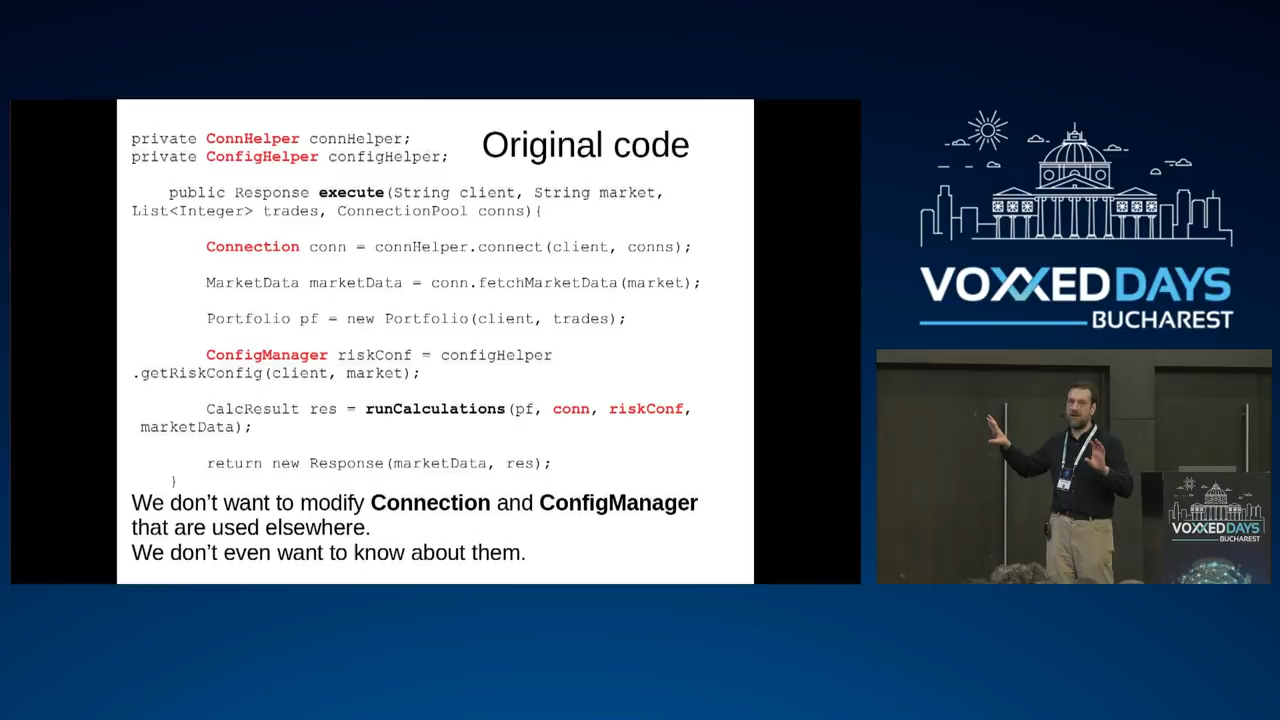 Original code
private ConnHelper connHelper;
private ConfigHelper configHelper;
public Response execute(String client, String market,
List<Integer> trades, ConnectionPool conns){
Connection conn = connHelper.connect(client, conns);
MarketData marketData = conn.fetchMarketData(market);
Portfolio pf = new Portfolio(client, trades);
ConfigManager riskConf = configHelper
.getRiskConfig(client, market);
CalcResult res = runCalculations(pf, conn, riskConf,
marketData);
return new Response(marketData, res);
}
We don't want to modify Connection and ConfigManager
that are used elsewhere.
We don't even want to know about them.
VOXXED DAYS
BUCHAREST
VOXXED DAYS
BUCHAREST